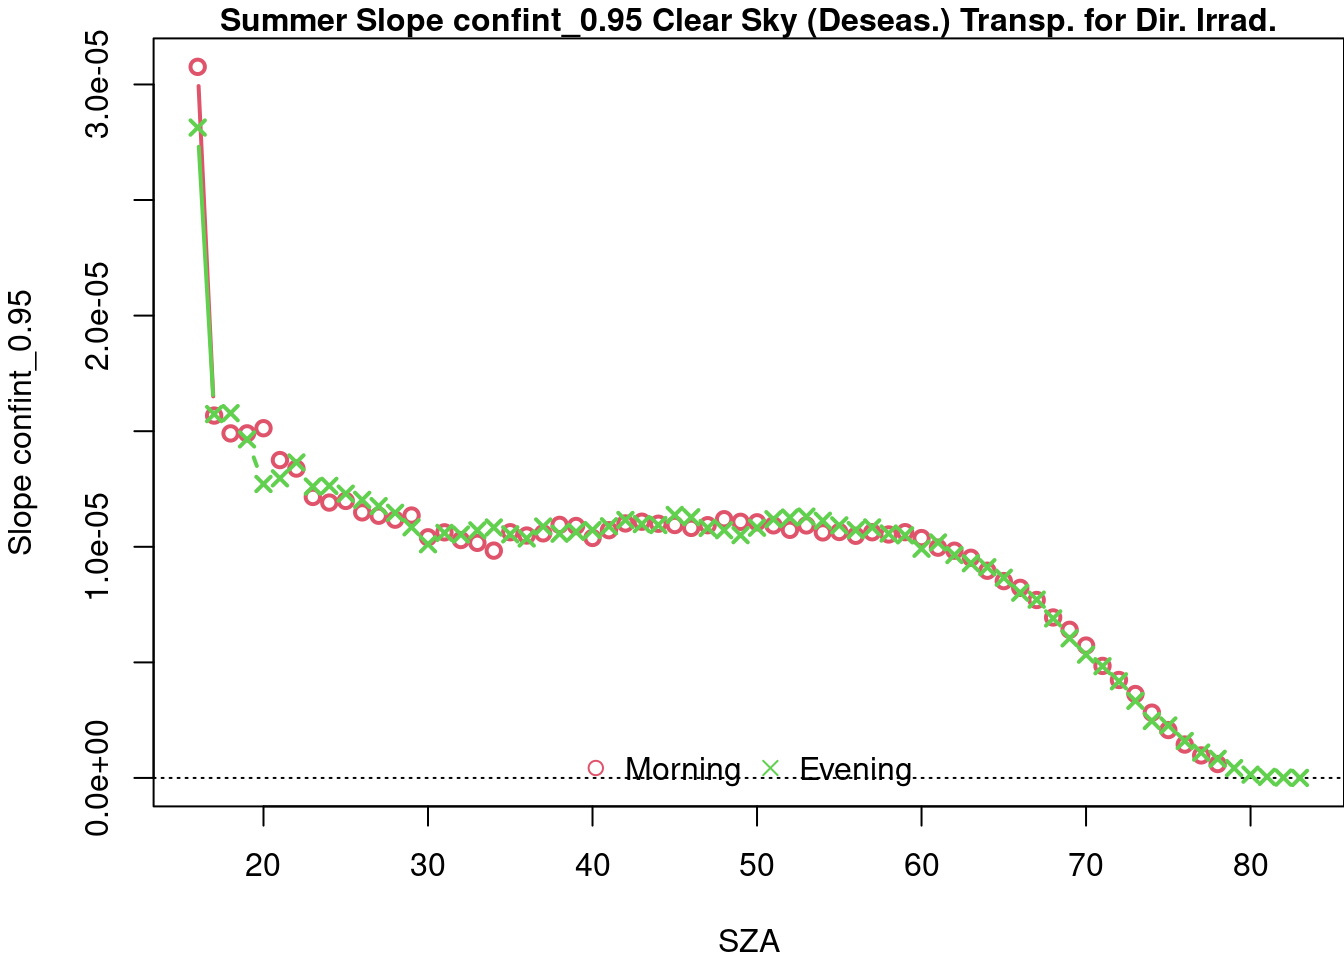 Summer Slope confint_0.95 Clear Sky (Deseas.) Transp. for Dir. Irrad.
Slope confint_0.95
3.0e-05
2.0e-05
1.0e-05
0.0e+00
Morning Evening
20 30 40 50 60 70 80
SZA